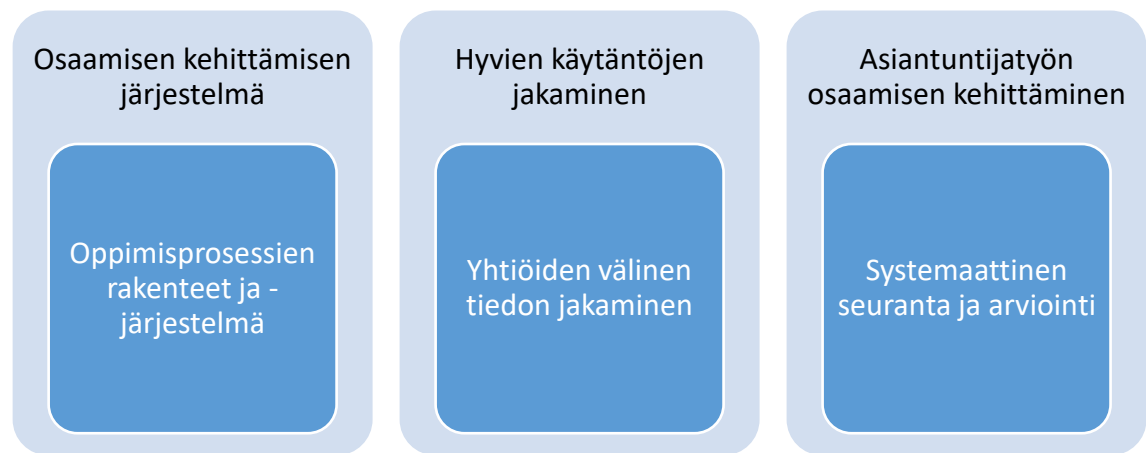 Osaamisen kehittämisen
järjestelmä
Oppimisprosessien
rakenteet ja -
järjestelmä
Hyvien käytäntöjen
jakaminen
Yhtiöiden välinen
tiedon jakaminen
Asiantuntijatyön
osaamisen kehittäminen
Systemaattinen
seuranta ja arviointi